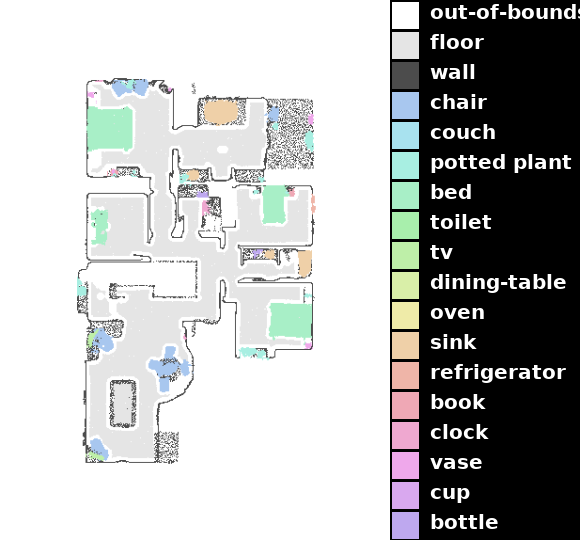 out-of-bounds
floor
wall
chair
couch
potted plant
bed
toilet
tv
dining-table
oven
sink
refrigerator
book
clock
vase
cup
bottle